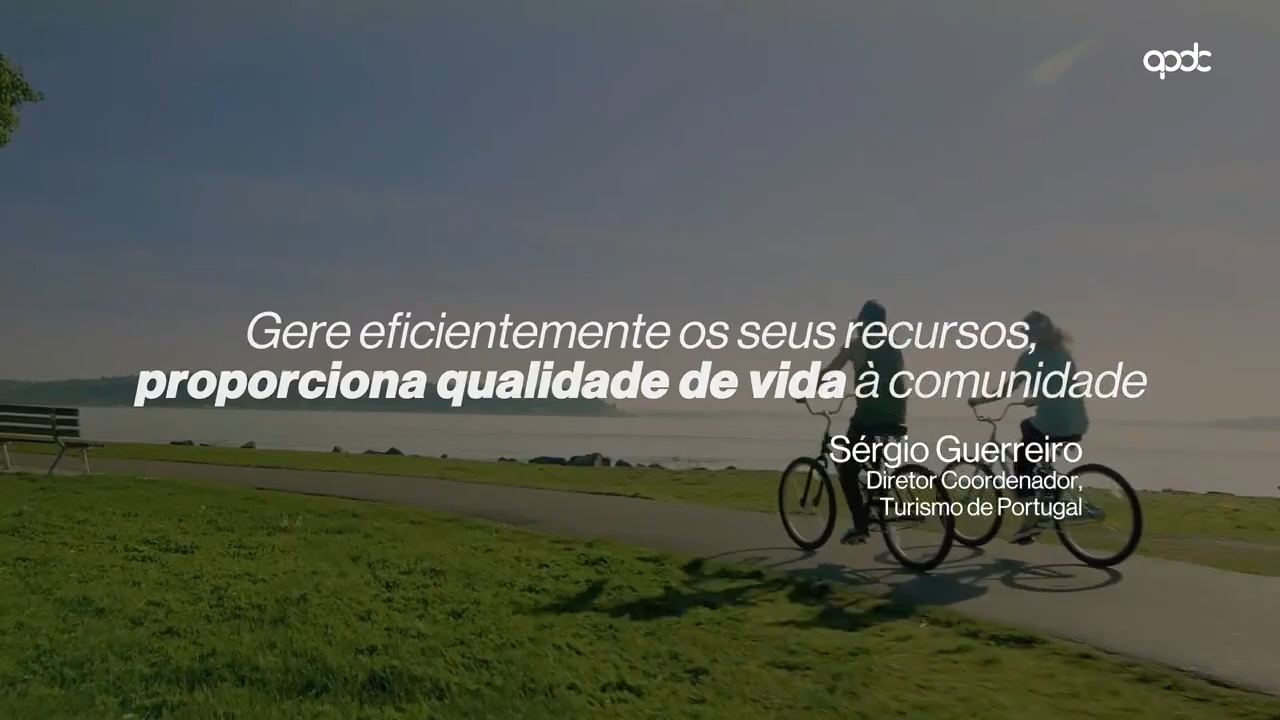 apdc
Gere eficientemente os seus recursos,
proporciona qualidade de vida à comunidade
Sérgio Guerreiro
Diretor Coordenador,
Turismo de Portugal